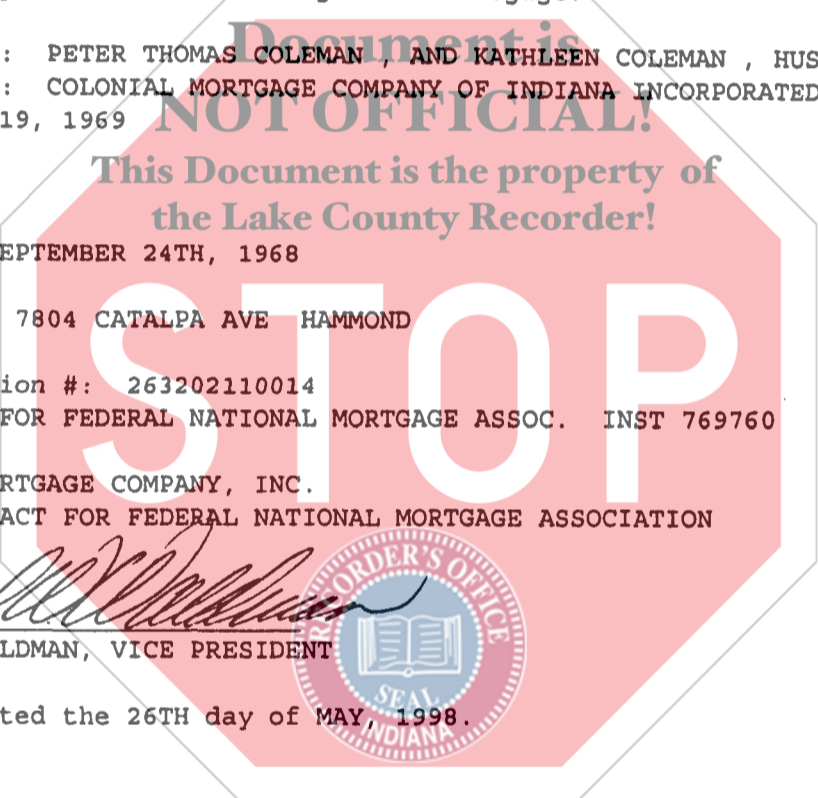 : PETER THOMAS COLEMAN , AND KATHLEEN COLEMAN , HUS
: COLONIAL MORTGAGE COMPANY OF INDIANA INCORPORATED
19, 1969
Document is
NOT OFFICIAL!
This Document is the property of
the Lake County Recorder!
EPTEMBER 24TH, 1968
7804 CATALPA AVE HAMMOND
STOP
ion #: 263202110014
FOR FEDERAL NATIONAL MORTGAGE ASSOC. INST 769760
RTGAGE COMPANY, INC.
ACT FOR FEDERAL NATIONAL MORTGAGE ASSOCIATION
RECORDER'S OFFICE
SEAL
INDIANA
LDMAN, VICE PRESIDENT
ted the 26TH day of MAY, 1998.